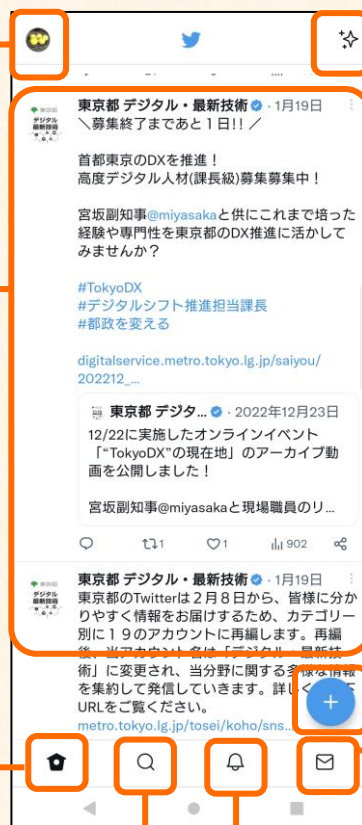 東京都 デジタル・最新技術 · 1月19日
＼募集終了まであと１日!! ／
首都東京のDXを推進！
高度デジタル人材(課長級)募集募集中！
宮坂副知事@miyasakaと供にこれまで培った
経験や専門性を東京都のDX推進に活かして
みませんか？
#TokyoDX
#デジタルシフト推進担当課長
#都政を変える
digitalservice.metro.tokyo.lg.jp/saiyou/
202212_...
東京都 デジタ... · 2022年12月23日
12/22に実施したオンラインイベント
「“TokyoDX”の現在地」のアーカイブ動
画を公開しました！
宮坂副知事@miyasakaと現場職員のリ...
1
1
902
東京都 デジタル・最新技術 · 1月19日
東京都のTwitterは２月８日から、皆様に分か
りやすく情報をお届けするため、カテゴリー
別に１９のアカウントに再編します。再編
後、当アカウント名は「デジタル・最新技
術」に変更され、当分野に関する多様な情報
を集約して発信していきます。詳しく
URLをご覧ください。
metro.tokyo.lg.jp/tosei/koho/sns...